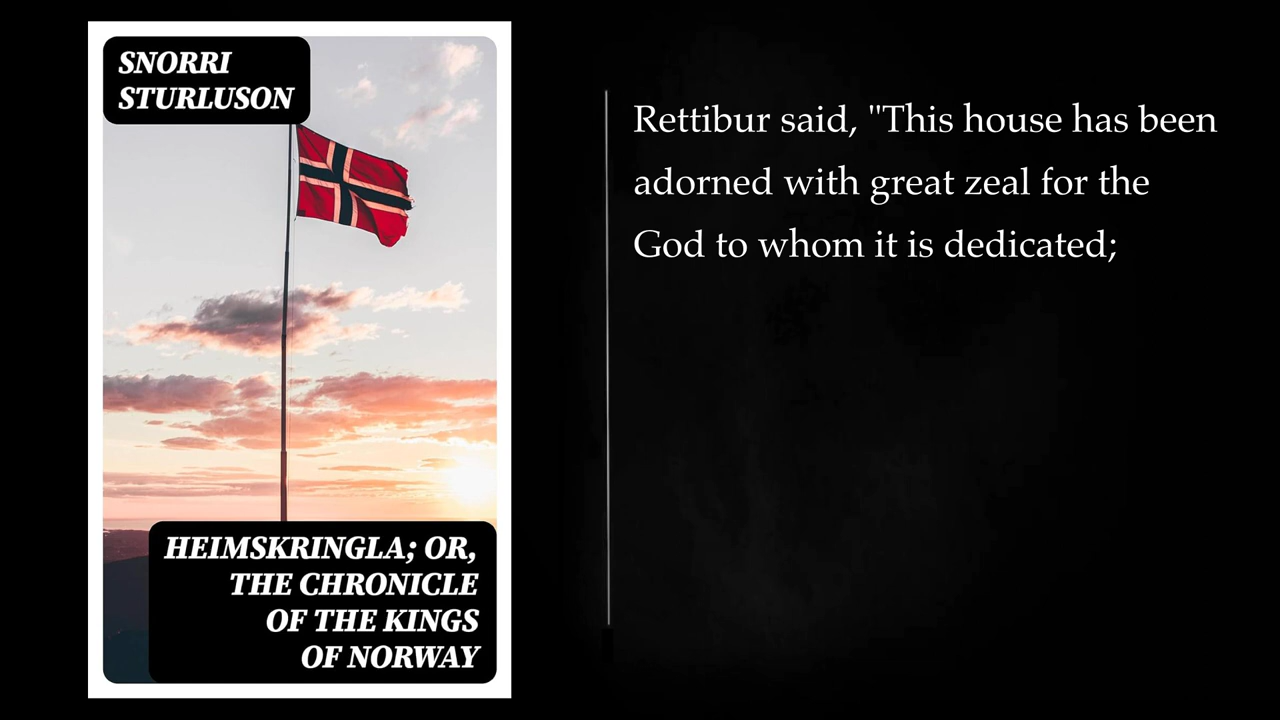 SNORRI
STURLUSON
HEIMSKRINGLA; OR,
THE CHRONICLE
OF THE KINGS
OF NORWAY
Rettibur said, "This house has been
adorned with great zeal for the
God to whom it is dedicated;